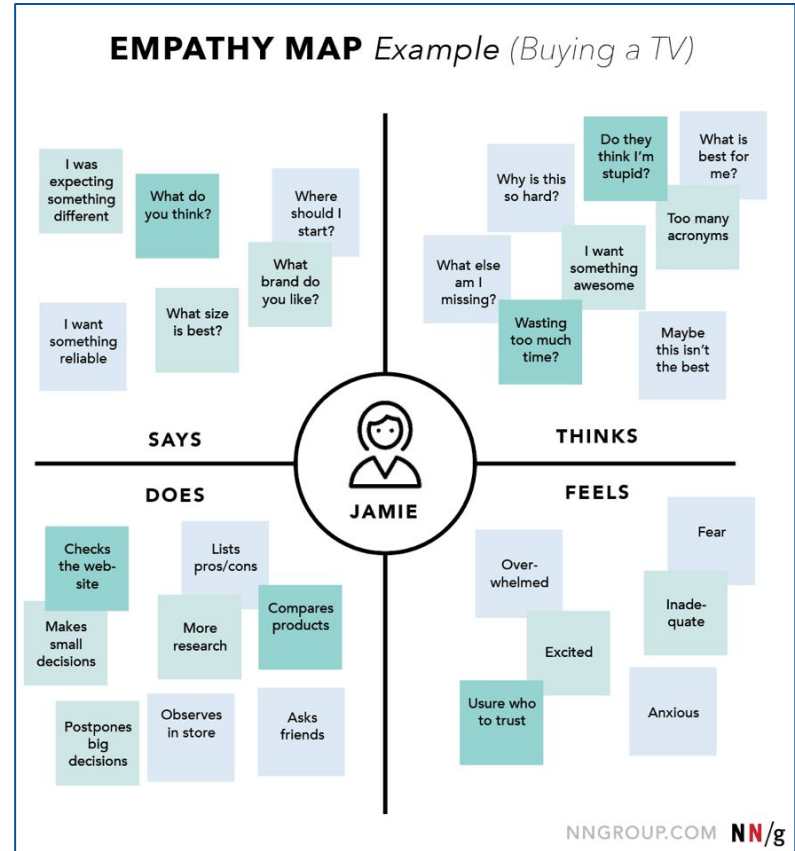 EMPATHY MAP Example (Buying a TV)
I was
expecting
something
different
What do
you think?
Where
should I
start?
What
brand do
you like?
I want
something
reliable
What size
is best?
SAYS
Do they
think I'm
stupid?
What is
best for
me?
Why is this
so hard?
Too many
acronyms
What else
am I
missing?
I want
something
awesome
Wasting
too much
time?
Maybe
this isn't
the best
THINKS
JAMIE
DOES
Checks
the web-
site
Lists
pros/cons
Makes
small
decisions
More
research
Compares
products
Postpones
big
decisions
Observes
in store
Asks
friends
FEELS
Fear
Over-
whelmed
Inade-
quate
Excited
Usure who
to trust
Anxious
NNGROUP.COM NN/g